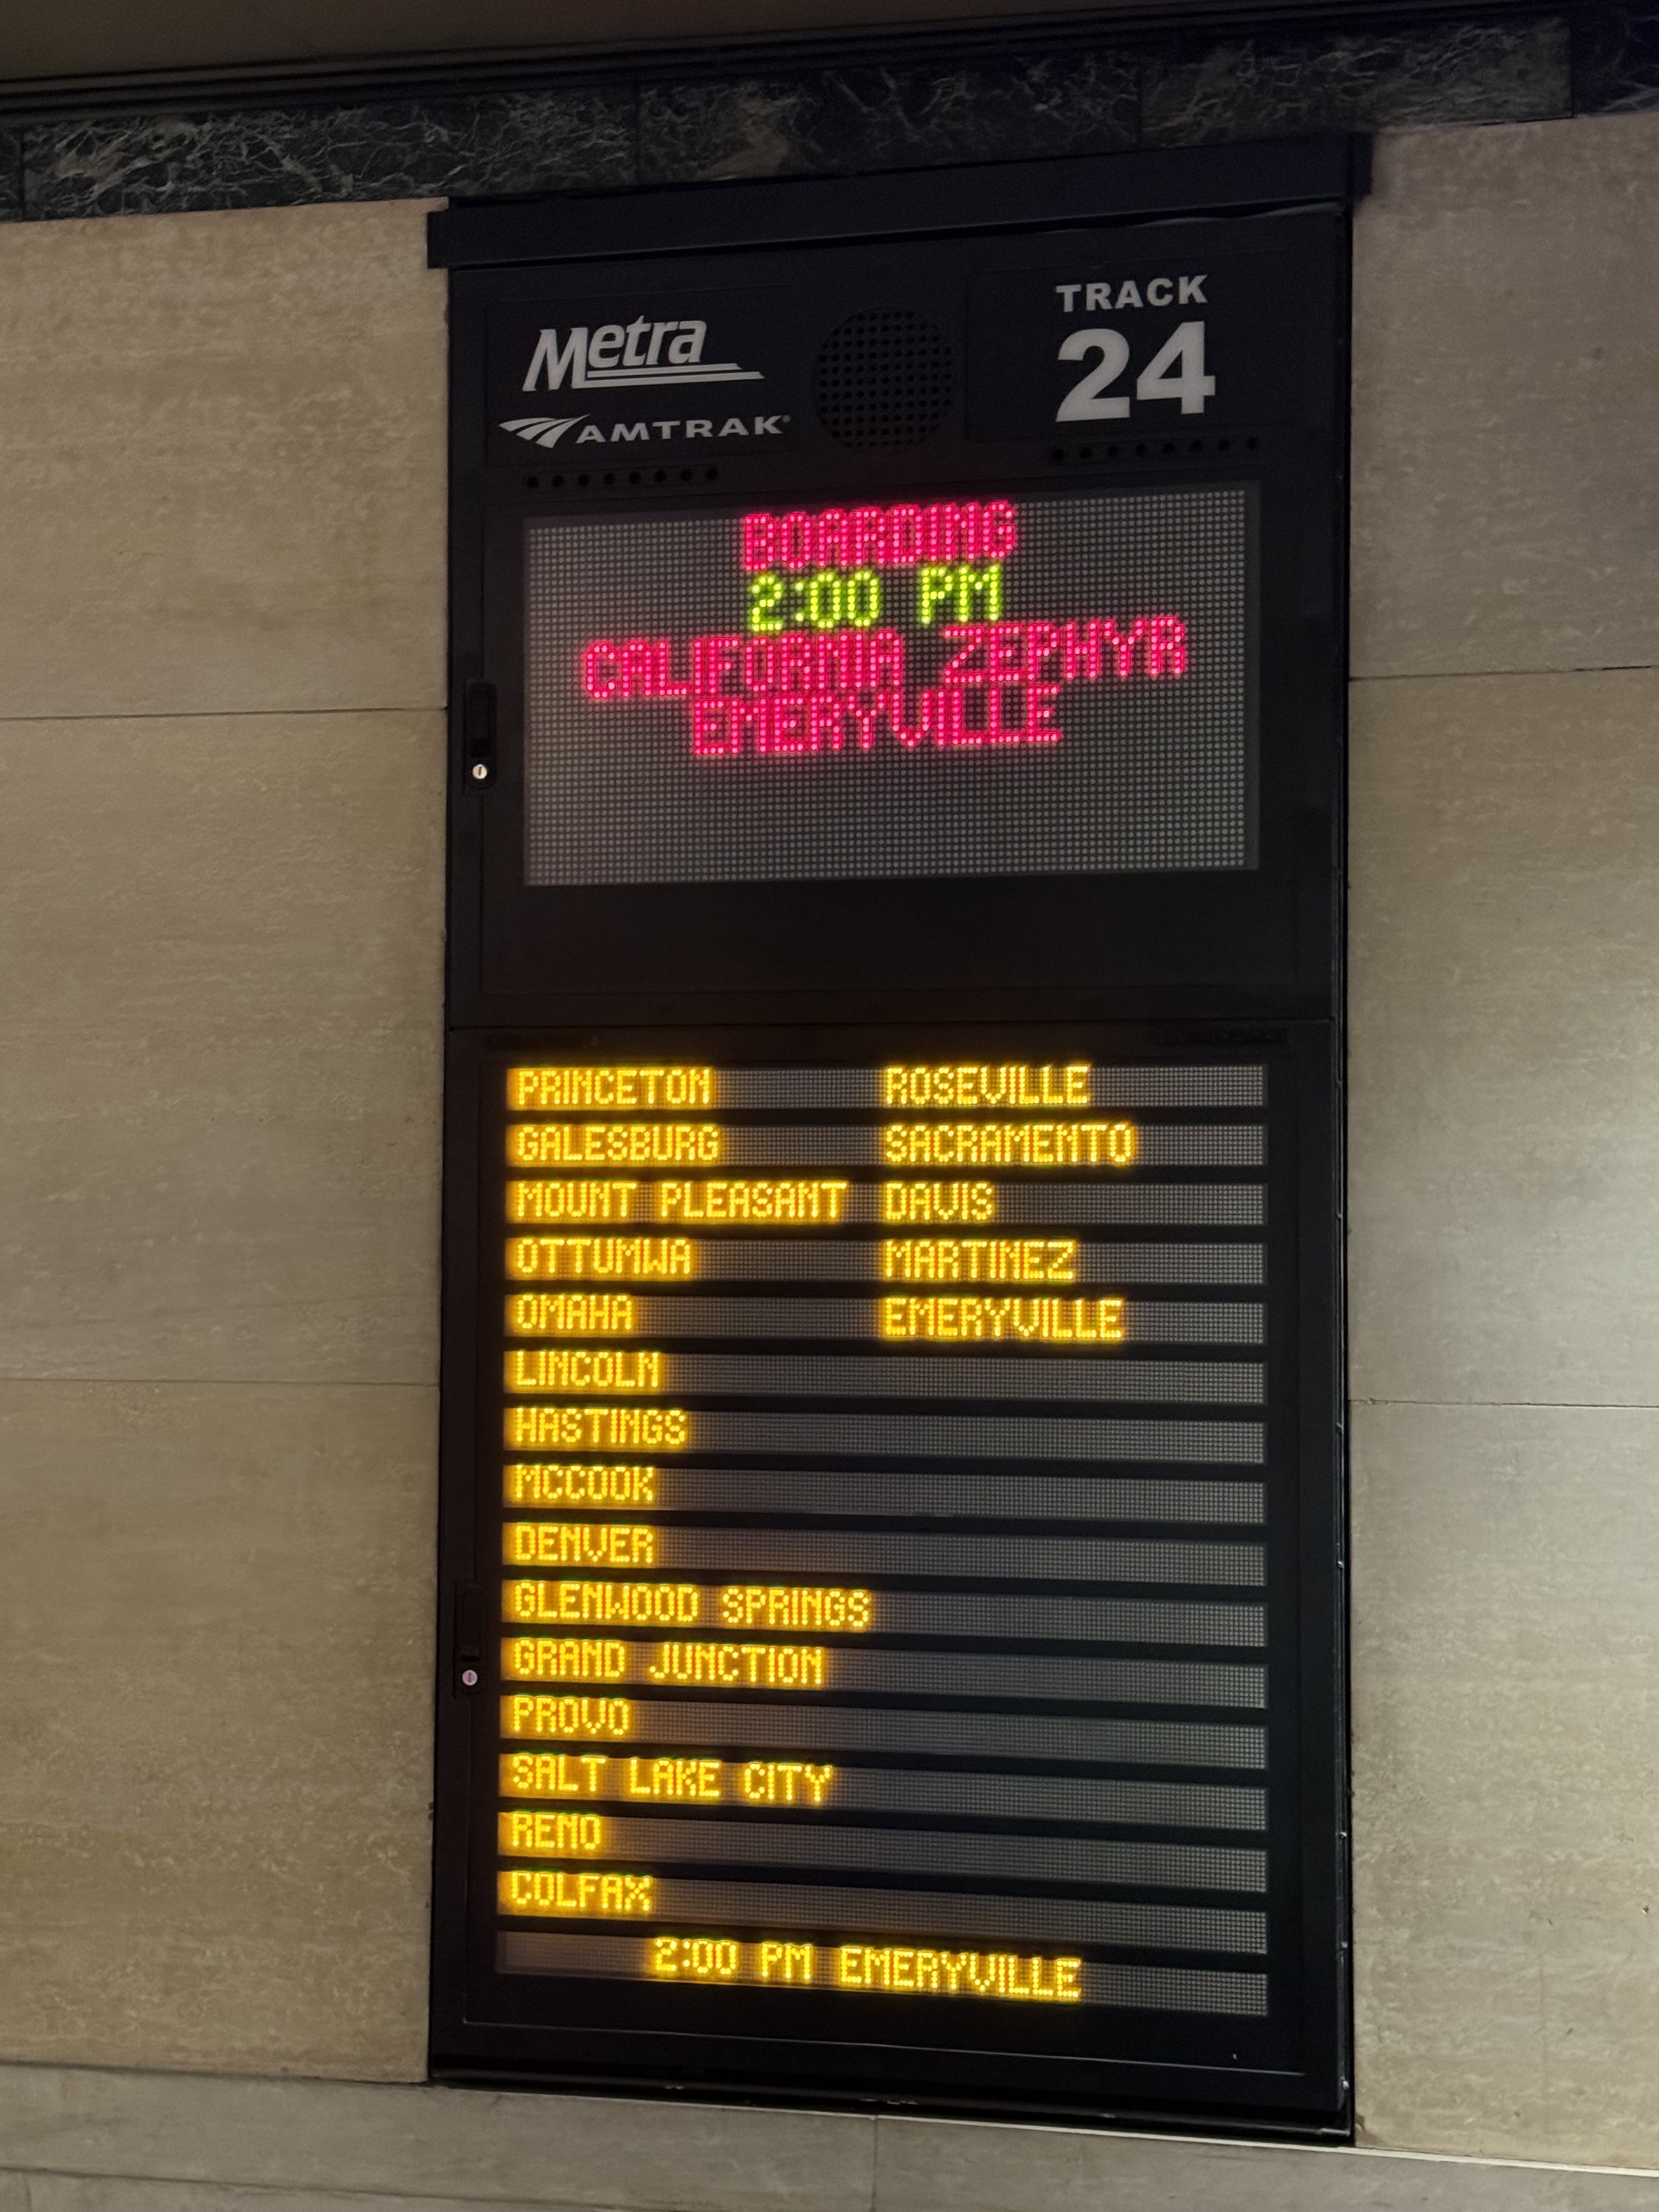 Metra
AMTRAK®
TRACK
24
BOARDING
2:00 PM
CALIFORNIA ZEPHYR
EMERYVILLE
PRINCETON
GALESBURG
MOUNT PLEASANT
OTTUMWA
OMAHA
LINCOLN
HASTINGS
MCCOOK
DENVER
GLENWOOD SPRINGS
GRAND JUNCTION
PROVO
SALT LAKE CITY
RENO
COLFAX
ROSEVILLE
SACRAMENTO
DAVIS
MARTINEZ
EMERYVILLE
2:00 PM EMERYVILLE